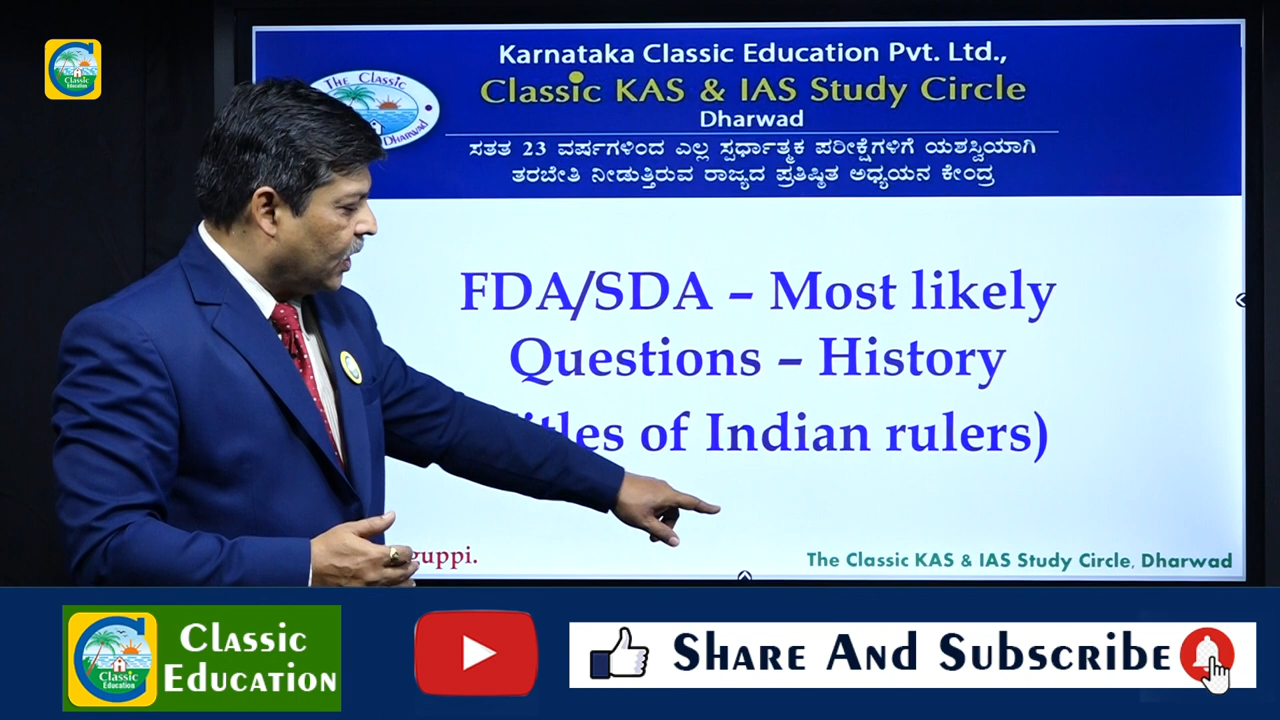 Classic
Education
Karnataka Classic Education Pvt. Ltd.,
The Classic
Classic KAS & IAS Study Circle
Dharwad
Dharwad
ಸತತ 23 ವರ್ಷಗಳಿಂದ ಎಲ್ಲ ಸ್ಪರ್ಧಾತ್ಮಕ ಪರೀಕ್ಷೆಗಳಿಗೆ ಯಶಸ್ವಿಯಾಗಿ
ತರಬೇತಿ ನೀಡುತ್ತಿರುವ ರಾಜ್ಯದ ಪ್ರತಿಷ್ಠಿತ ಅಧ್ಯಯನ ಕೇಂದ್ರ
FDA/SDA – Most likely
Questions – History
of Indian rulers)
The Classic KAS & IAS Study Circle, Dharwad
Classic
Education
Classic
Education
Share And Subscribe